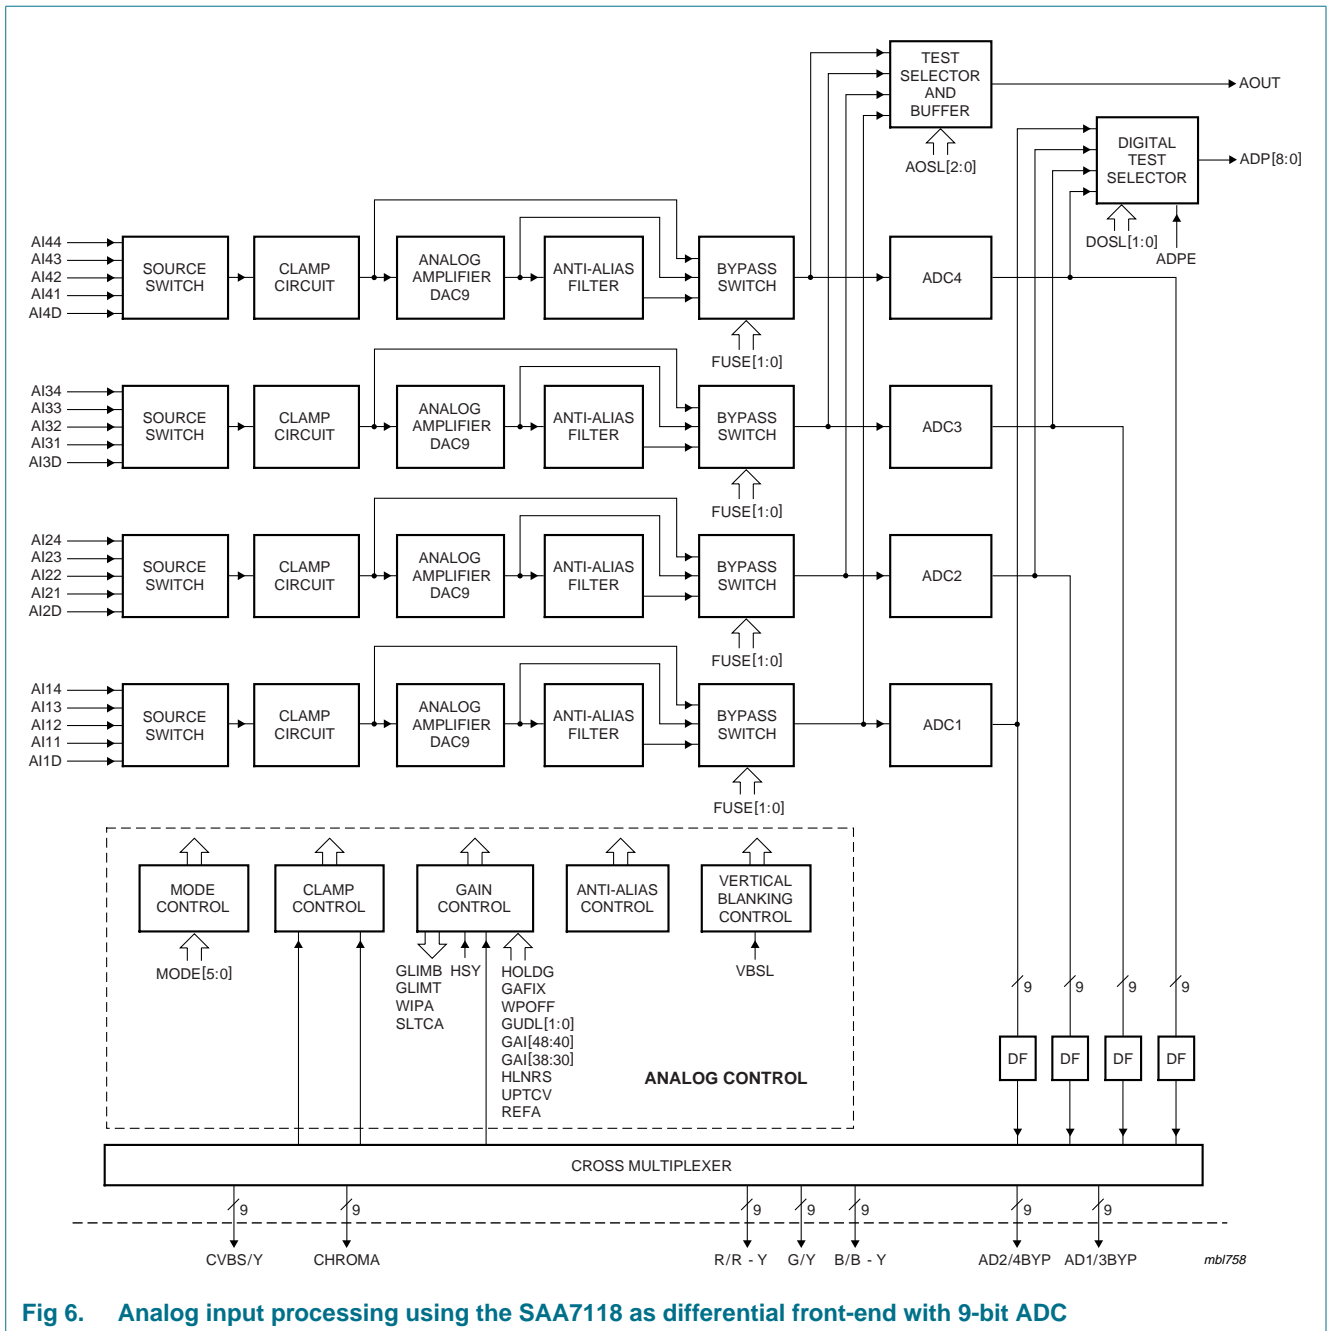 TEST
SELECTOR
AND
BUFFER
AOUT
AOSL[2:0]
DIGITAL
TEST
SELECTOR
ADP[8:0]
DOSL[1:0]
ADPE
AI44
AI43
AI42
AI41
AI4D
SOURCE
SWITCH
CLAMP
CIRCUIT
ANALOG
AMPLIFIER
DAC9
ANTI-ALIAS
FILTER
BYPASS
SWITCH
ADC4
FUSE[1:0]
AI34
AI33
AI32
AI31
AI3D
SOURCE
SWITCH
CLAMP
CIRCUIT
ANALOG
AMPLIFIER
DAC9
ANTI-ALIAS
FILTER
BYPASS
SWITCH
ADC3
FUSE[1:0]
AI24
AI23
AI22
AI21
AI2D
SOURCE
SWITCH
CLAMP
CIRCUIT
ANALOG
AMPLIFIER
DAC9
ANTI-ALIAS
FILTER
BYPASS
SWITCH
ADC2
FUSE[1:0]
AI14
AI13
AI12
AI11
AI1D
SOURCE
SWITCH
CLAMP
CIRCUIT
ANALOG
AMPLIFIER
DAC9
ANTI-ALIAS
FILTER
BYPASS
SWITCH
ADC1
FUSE[1:0]
MODE
CONTROL
MODE[5:0]
CLAMP
CONTROL
GAIN
CONTROL
GLIMB
GLIMT
WIPA
SLTCA
HSY
HOLDG
GAFIX
WPOFF
GUDL[1:0]
GAI[48:40]
GAI[38:30]
HLNRS
UPTCV
REFA
ANTI-ALIAS
CONTROL
VERTICAL
BLANKING
CONTROL
VBSL
ANALOG CONTROL
9
9
9
9
DF
DF
DF
DF
CROSS MULTIPLEXER
9
9
9
9
9
9
9
CVBS/Y
CHROMA
R/R - Y
G/Y
B/B - Y
AD2/4BYP
AD1/3BYP
mbl758
Fig 6. Analog input processing using the SAA7118 as differential front-end with 9-bit ADC